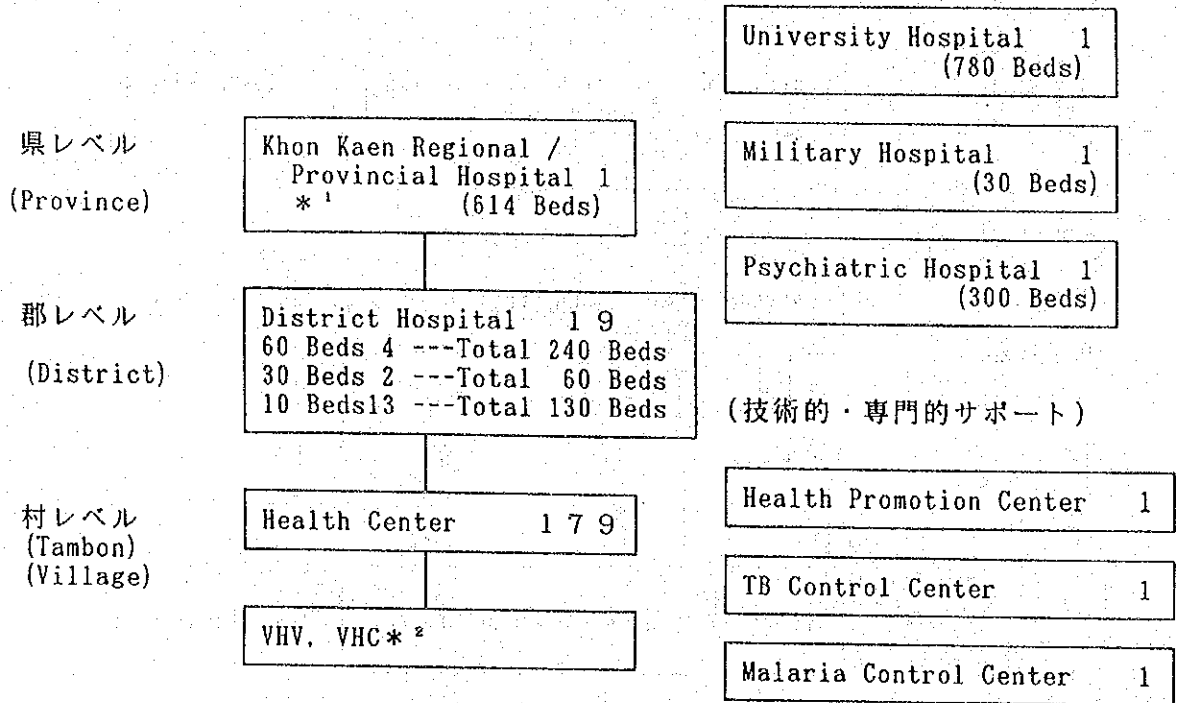 県レベル
(Province)
Khon Kaen Regional /
Provincial Hospital 1
*¹ (614 Beds)
郡レベル
(District)
District Hospital 19
60 Beds 4 ---Total 240 Beds
30 Beds 2 ---Total 60 Beds
10 Beds13 ---Total 130 Beds
村レベル
(Tambon)
(Village)
Health Center 179
VHV, VHC*²
University Hospital 1
(780 Beds)
Military Hospital 1
(30 Beds)
Psychiatric Hospital 1
(300 Beds)
(技術的・専門的サポート)
Health Promotion Center 1
TB Control Center 1
Malaria Control Center 1